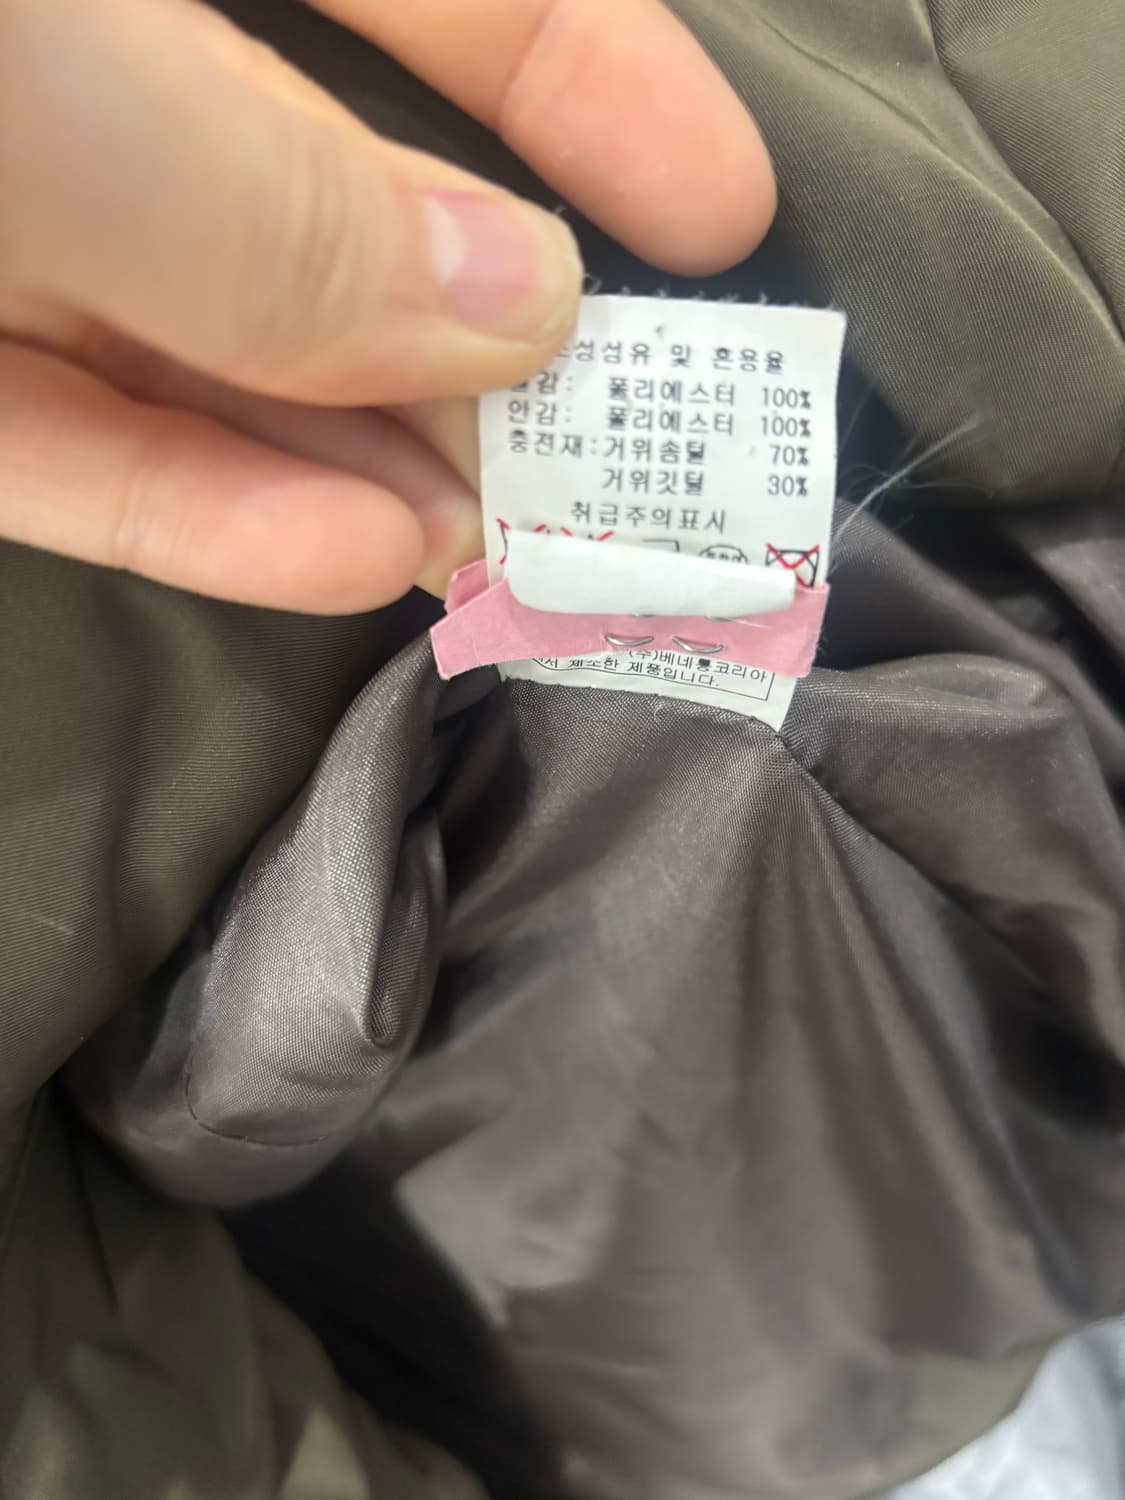 조성섬유 및 혼용율
겉감: 폴리에스터 100%
안감: 폴리에스터 100%
충전재:거위솜털 70%
거위깃털 30%
취급주의표시
(주)베네통코리아
에서 제조한 제품입니다.